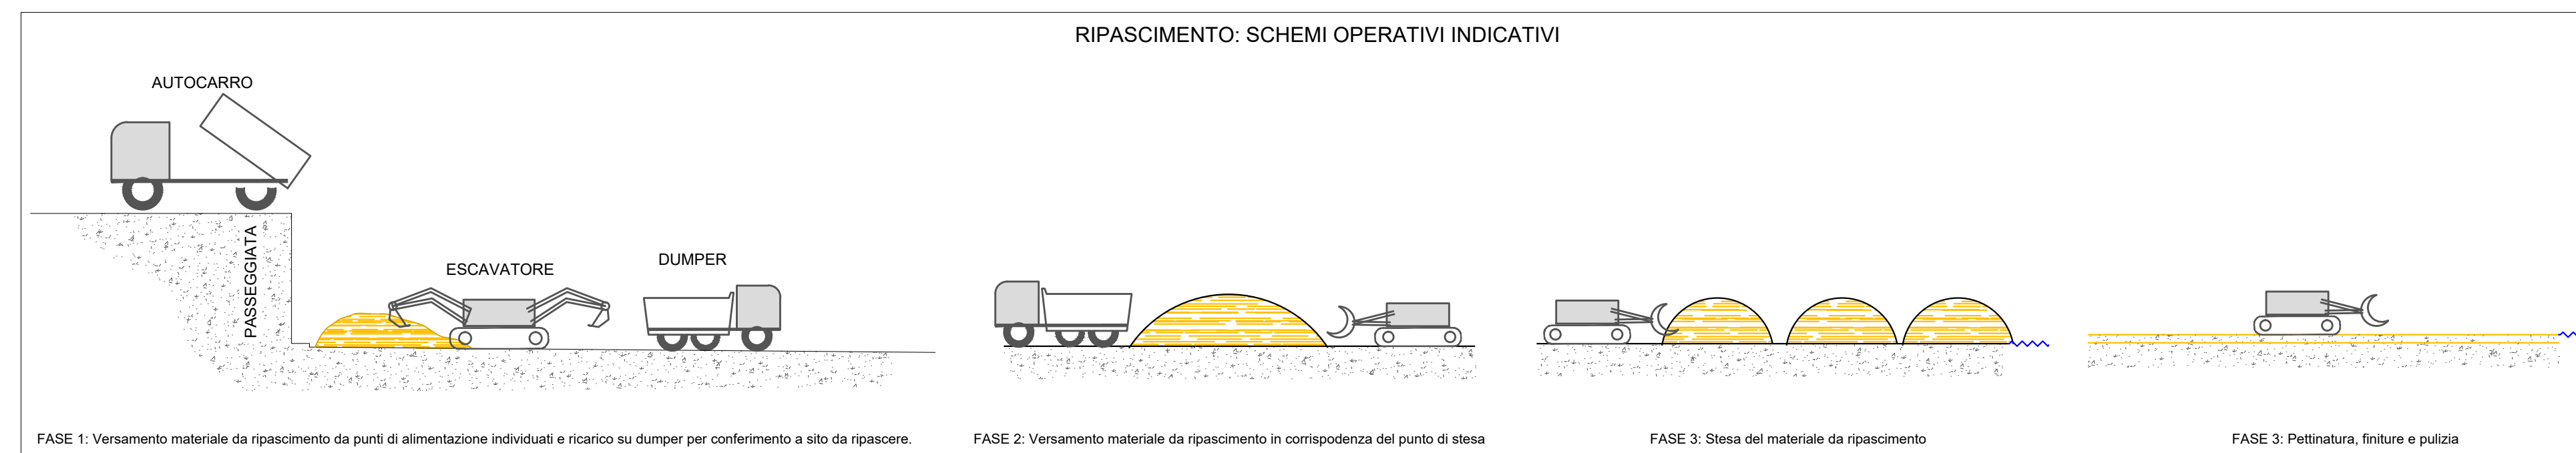 RIPASCIMENTO: SCHEMI OPERATIVI INDICATIVI
AUTOCARRO
PASSEGGIATA
ESCAVATORE
DUMPER
FASE 1: Versamento materiale da ripascimento da punti di alimentazione individuati e ricarico su dumper per conferimento a sito da ripascere.
FASE 2: Versamento materiale da ripascimento in corrispodenza del punto di stesa
FASE 3: Stesa del materiale da ripascimento
FASE 3: Pettinatura, finiture e pulizia